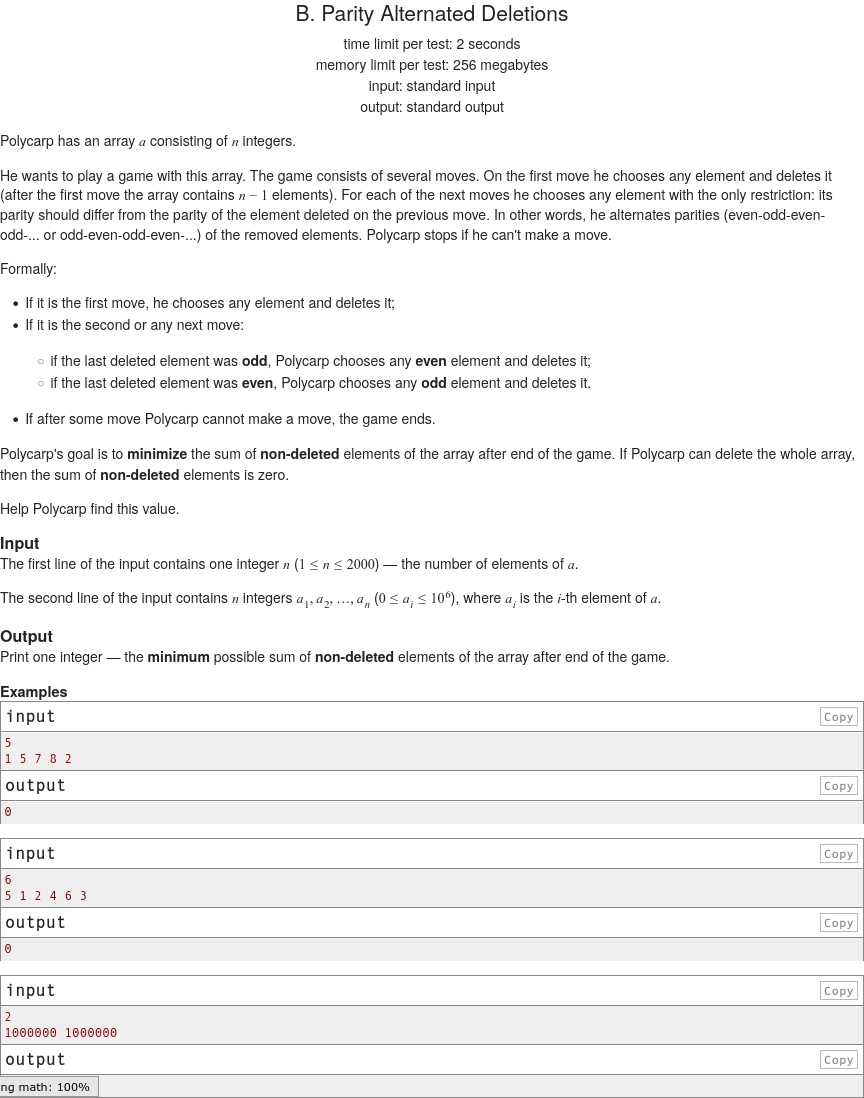 B. Parity Alternated Deletions
time limit per test: 2 seconds
memory limit per test: 256 megabytes
input: standard input
output: standard output
Polycarp has an array a consisting of n integers.
He wants to play a game with this array. The game consists of several moves. On the first move he chooses any element and deletes it
(after the first move the array contains n − 1 elements). For each of the next moves he chooses any element with the only restriction: its
parity should differ from the parity of the element deleted on the previous move. In other words, he alternates parities (even-odd-even-
odd-... or odd-even-odd-even-...) of the removed elements. Polycarp stops if he can't make a move.
Formally:
• If it is the first move, he chooses any element and deletes it;
• If it is the second or any next move:
○ if the last deleted element was odd, Polycarp chooses any even element and deletes it;
○ if the last deleted element was even, Polycarp chooses any odd element and deletes it.
• If after some move Polycarp cannot make a move, the game ends.
Polycarp's goal is to minimize the sum of non-deleted elements of the array after end of the game. If Polycarp can delete the whole array,
then the sum of non-deleted elements is zero.
Help Polycarp find this value.
Input
The first line of the input contains one integer n (1 ≤ n ≤ 2000) — the number of elements of a.
The second line of the input contains n integers a₁, a₂, …, aₙ (0 ≤ aᵢ ≤ 10⁶), where aᵢ is the i-th element of a.
Output
Print one integer — the minimum possible sum of non-deleted elements of the array after end of the game.
Examples
input Copy
5
1 5 7 8 2
output Copy
0
input Copy
6
5 1 2 4 6 3
output Copy
0
input Copy
2
1000000 1000000
output Copy
ng math: 100%